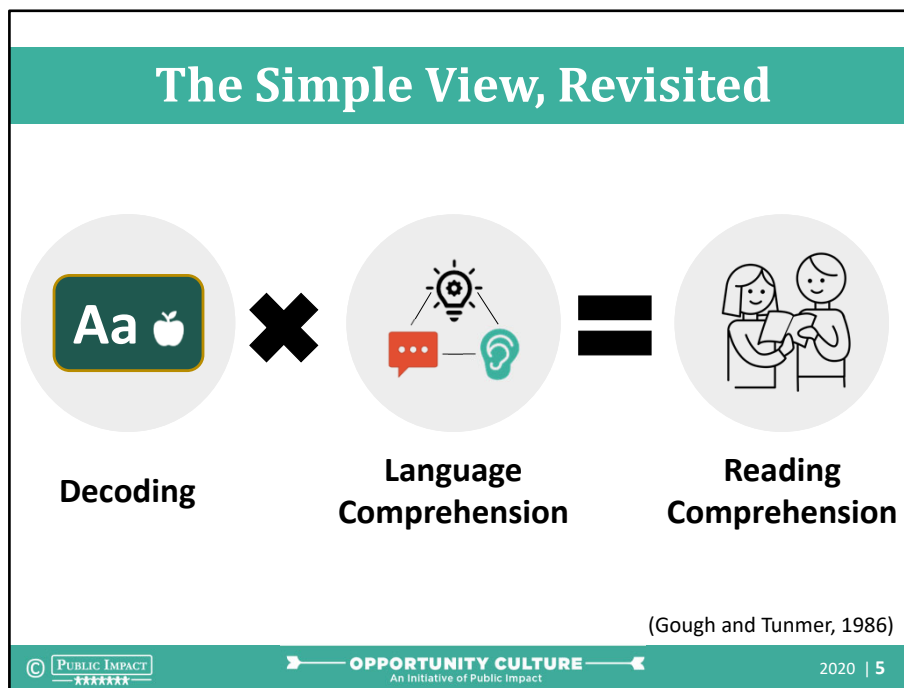 The Simple View, Revisited
Aa
Decoding
Language
Comprehension
Reading
Comprehension
(Gough and Tunmer, 1986)
© PUBLIC IMPACT
OPPORTUNITY CULTURE
An Initiative of Public Impact
2020 | 5